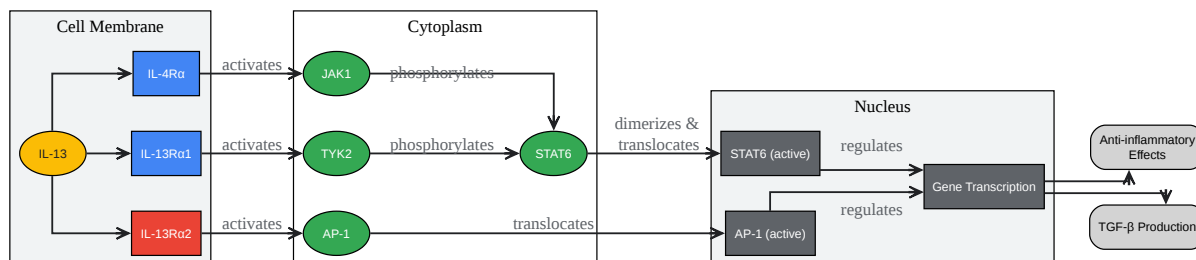 Cell Membrane
Cytoplasm
Nucleus
IL-13
IL-4Rα
activates
JAK1
phosphorylates
IL-13Rα1
activates
TYK2
phosphorylates
STAT6
dimerizes &
translocates
STAT6 (active)
regulates
Gene Transcription
Anti-inflammatory
Effects
IL-13Rα2
activates
AP-1
translocates
AP-1 (active)
regulates
TGF-β Production